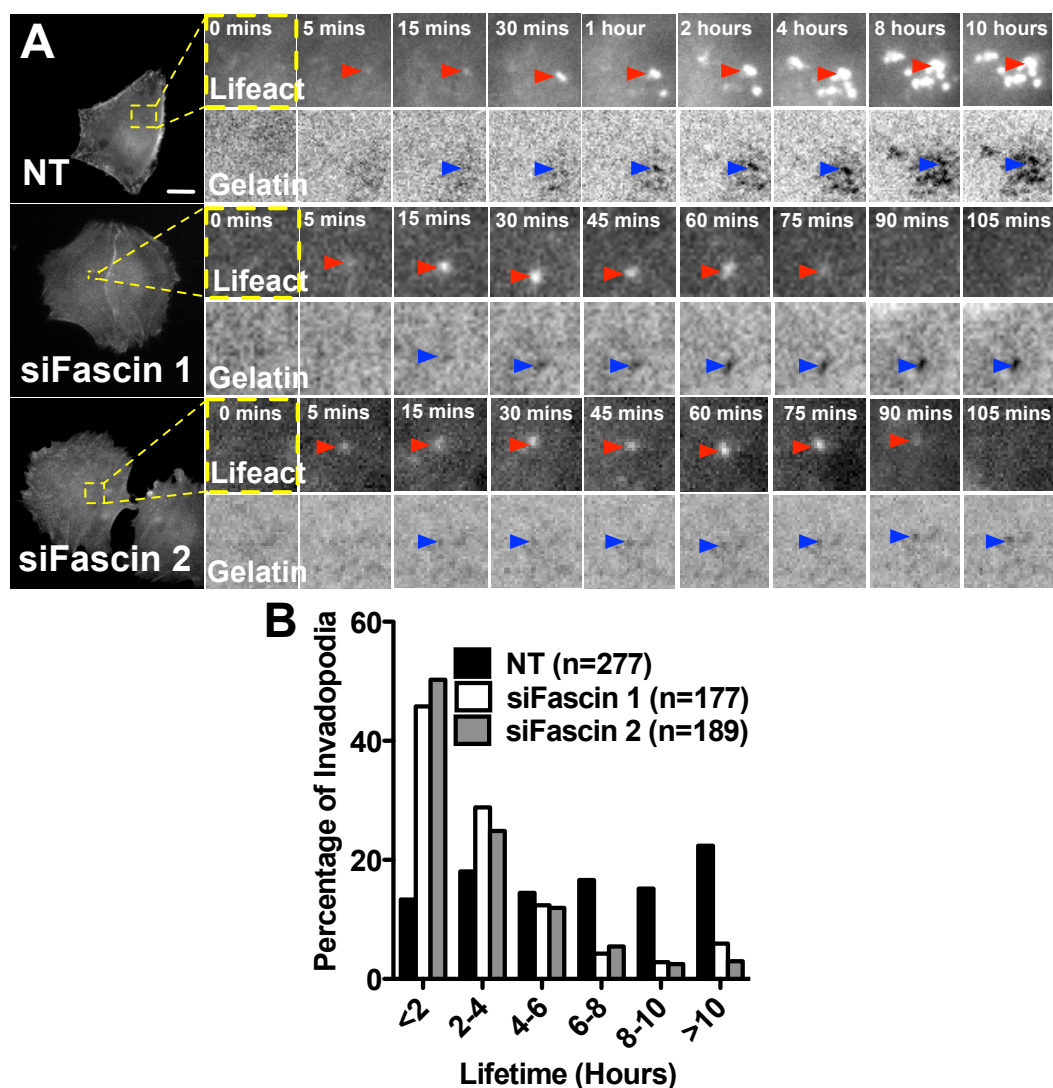 A
0 mins 5 mins 15 mins 30 mins 1 hour 2 hours 4 hours 8 hours 10 hours
Lifeact
NT
Gelatin
0 mins 5 mins 15 mins 30 mins 45 mins 60 mins 75 mins 90 mins 105 mins
Lifeact
siFascin 1
Gelatin
0 mins 5 mins 15 mins 30 mins 45 mins 60 mins 75 mins 90 mins 105 mins
Lifeact
siFascin 2
Gelatin
B
60
40
20
0
Percentage of Invadopodia
NT (n=277)
siFascin 1 (n=177)
siFascin 2 (n=189)
<2 2-4 4-6 6-8 8-10 >10
Lifetime (Hours)